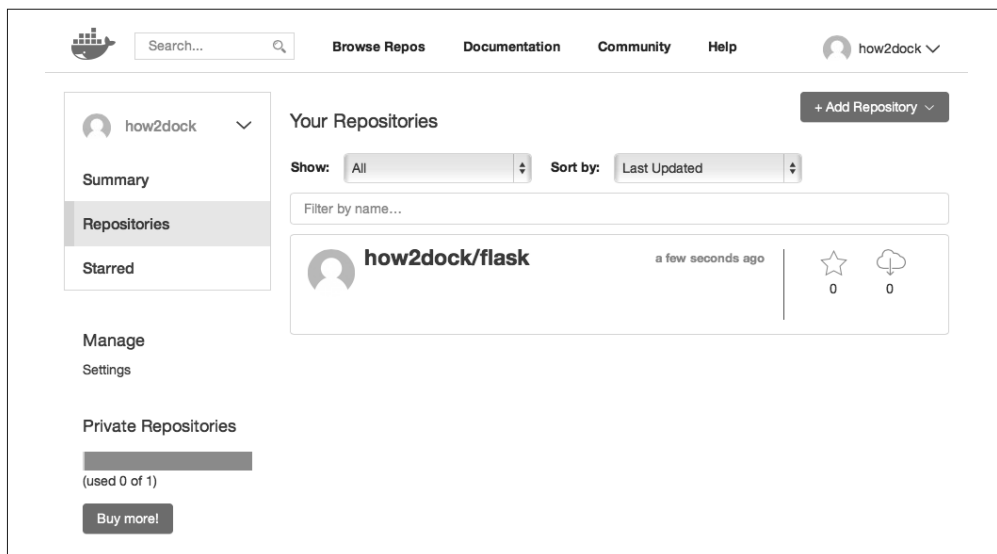 Search...
Browse Repos
Documentation
Community
Help
how2dock
how2dock
Summary
Repositories
Starred
Manage
Settings
Private Repositories
(used 0 of 1)
Buy more!
Your Repositories
+ Add Repository
Show:
All
Sort by:
Last Updated
Filter by name...
how2dock/flask
a few seconds ago
0
0